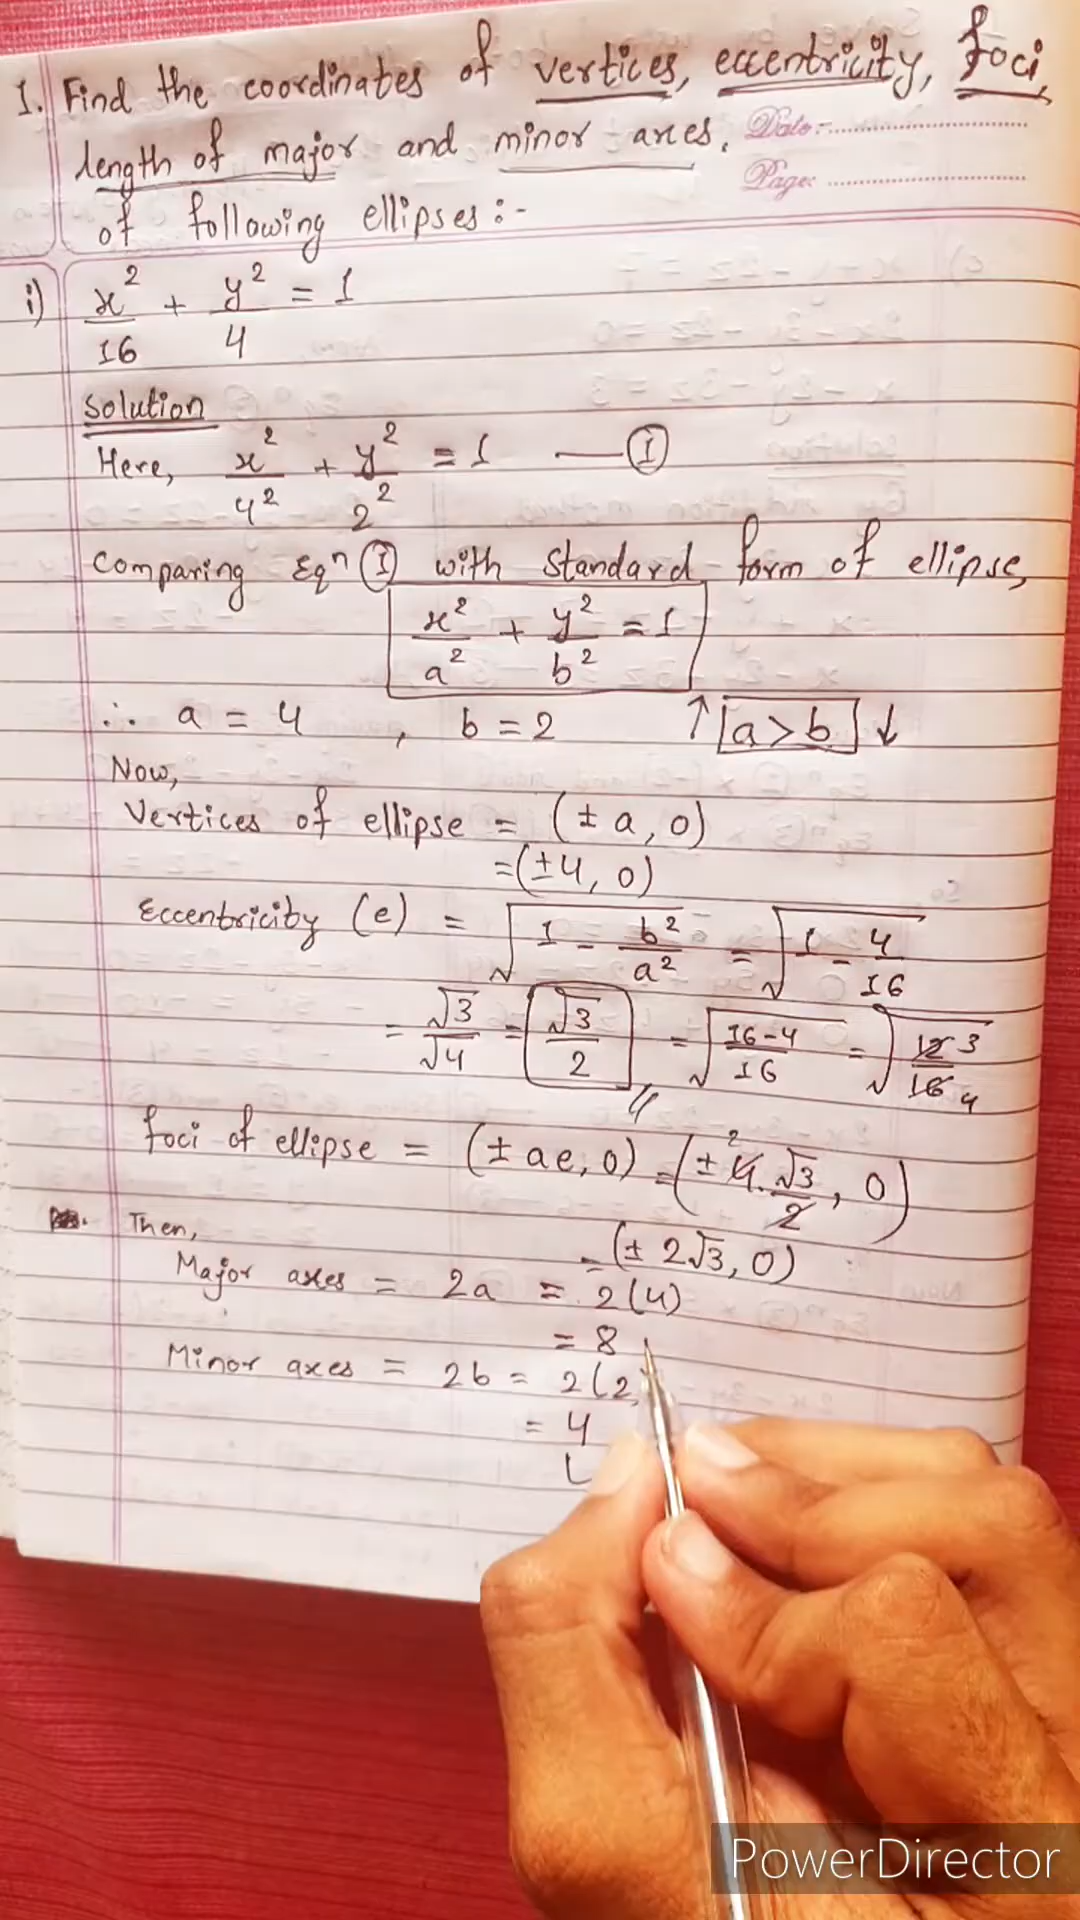 1. Find the coordinates of vertices, eccentricity, foci,
length of major and minor axes.
Date:-
Page:
of following ellipses:-
i) x²/16 + y²/4 = 1
Solution
Here, x²/4² + y²/2² = 1 — (I)
Comparing Eqⁿ (I) with standard form of ellipse,
x²/a² + y²/b² = 1
∴ a = 4 , b = 2 ↑ a > b ↓
Now,
Vertices of ellipse = (± a, 0)
= (± 4, 0)
Eccentricity (e) = √(1 - b²/a²) = √(1 - 4/16)
= √3/√4 = √3/2 = √((16-4)/16) = √(12/16) 3 4
foci of ellipse = (± ae, 0) = (± 4.√3/2, 0) 2
Then,
= (± 2√3, 0)
Major axes = 2a = 2(4)
= 8
Minor axes = 2b = 2(2
= 4
PowerDirector